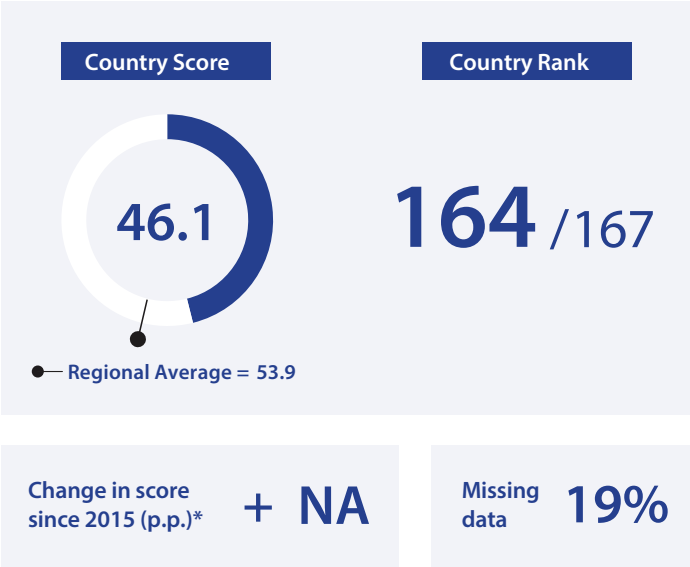 Country Score
Country Rank
46.1
164 /167
Regional Average = 53.9
Change in score
since 2015 (p.p.)*
+ NA
Missing
data
19%